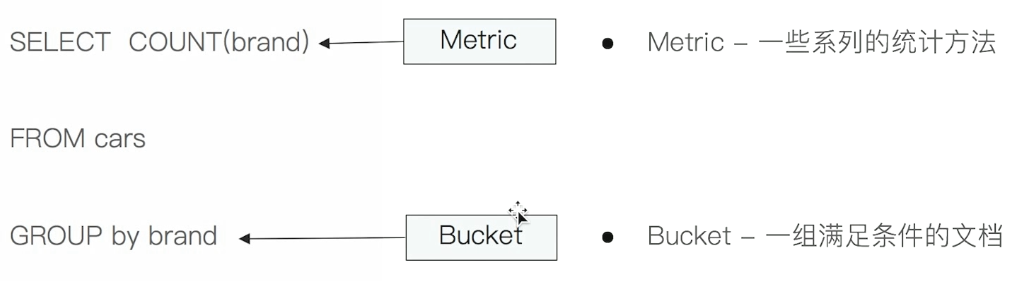 SELECT COUNT(brand) Metric • Metric – 一些系列的统计方法
FROM cars
GROUP by brand Bucket • Bucket – 一组满足条件的文档